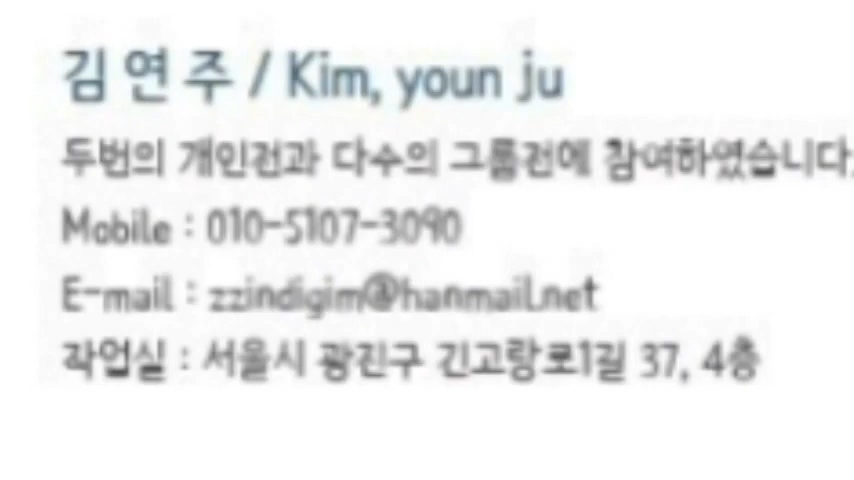 김 연 주 / Kim, youn ju
두번의 개인전과 다수의 그룹전에 참여하였습니다.
Mobile : 010-5107-3090
E-mail : zzindigim@hanmail.net
작업실 : 서울시 광진구 긴고랑로1길 37, 4층